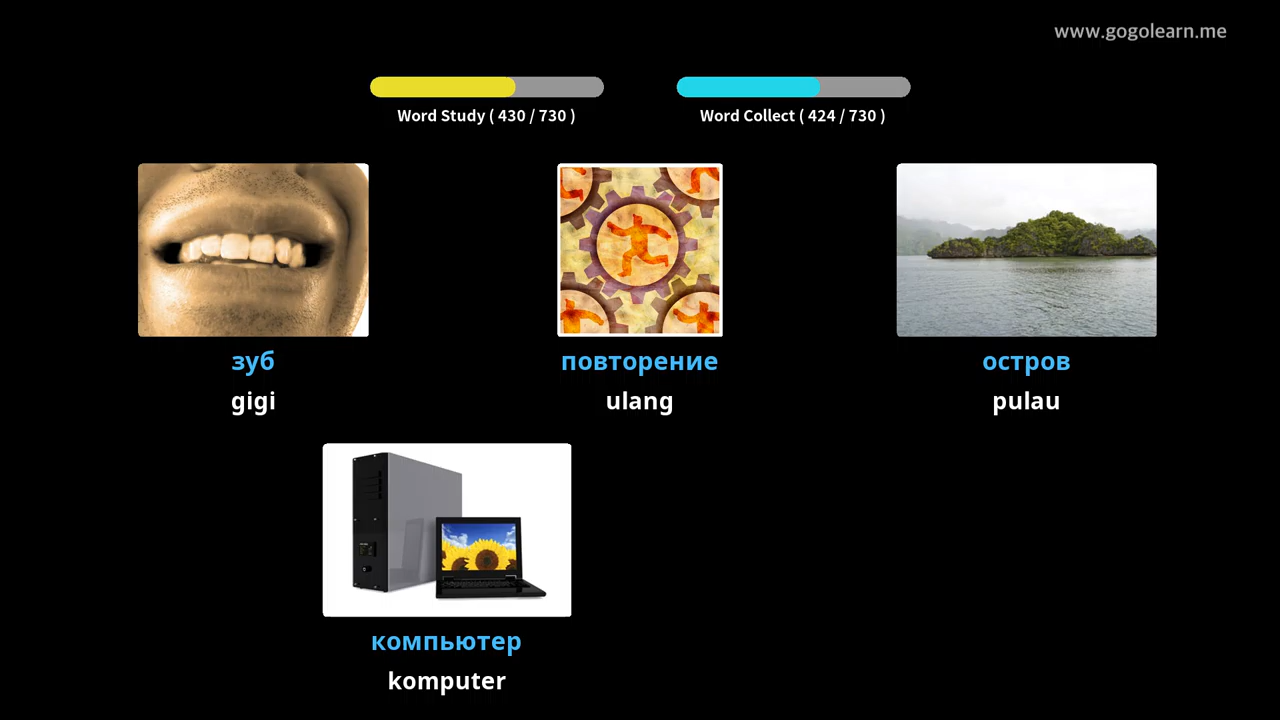 www.gogolearn.me
Word Study ( 430 / 730 )
Word Collect ( 424 / 730 )
зуб
gigi
повторение
ulang
остров
pulau
компьютер
komputer